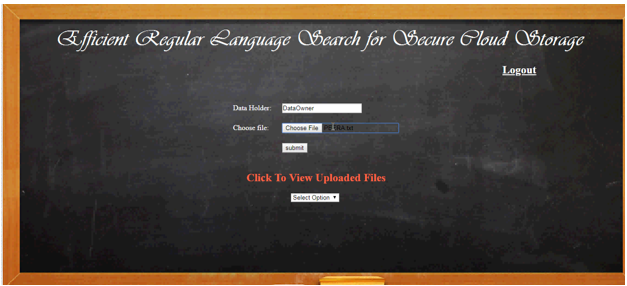 Efficient Regular Language Search for Secure Cloud Storage
Logout
Data Holder: DataOwner
Choose file: Choose File
submit
Click To View Uploaded Files
Select Option